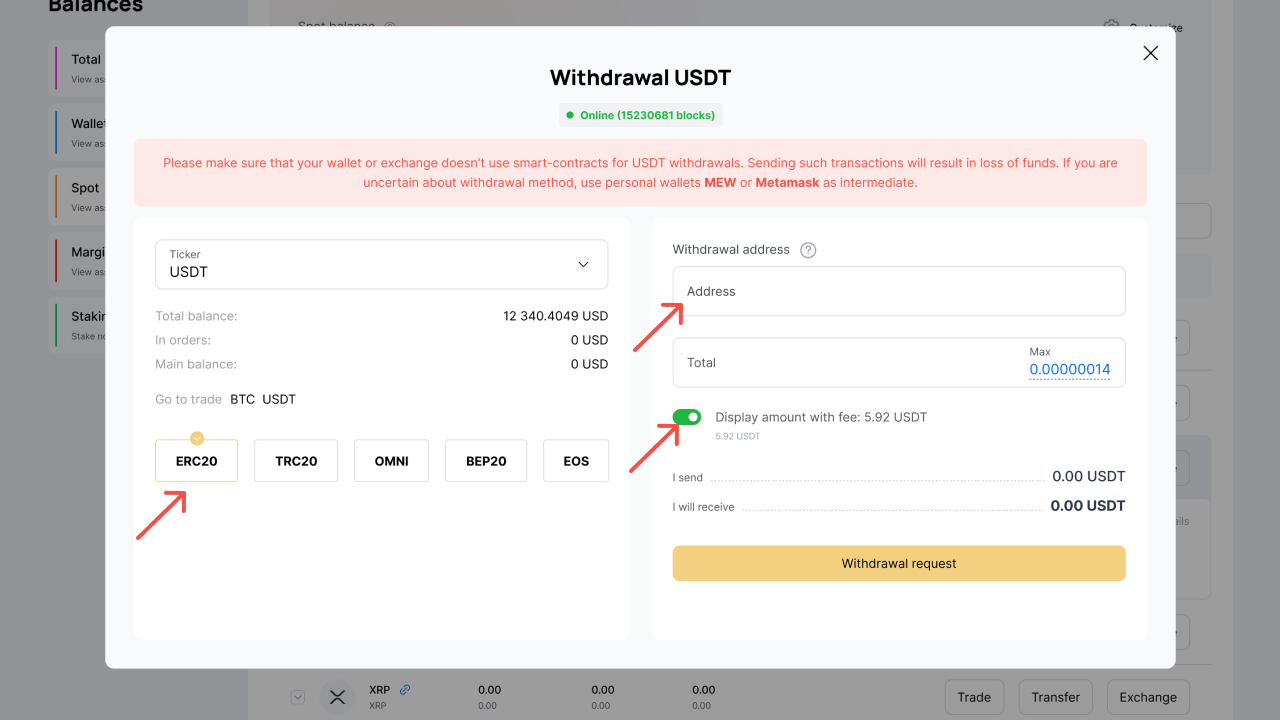 Balances
Spot balance
Customize
Total
View ass
Wallet
View ass
Spot
View ass
Margi
View ass
Stakin
Stake no
Withdrawal USDT
Online (15230681 blocks)
Please make sure that your wallet or exchange doesn't use smart-contracts for USDT withdrawals. Sending such transactions will result in loss of funds. If you are
uncertain about withdrawal method, use personal wallets MEW or Metamask as intermediate.
Ticker
USDT
Total balance: 12 340.4049 USD
In orders: 0 USD
Main balance: 0 USD
Go to trade BTC USDT
ERC20 TRC20 OMNI BEP20 EOS
Withdrawal address ?
Address
Total
Max
0.00000014
Display amount with fee: 5.92 USDT
5.92 USDT
I send 0.00 USDT
I will receive 0.00 USDT
Withdrawal request
ails
XRP 0.00 0.00 0.00 Trade Transfer Exchange
XRP 0.00 0.00 0.00